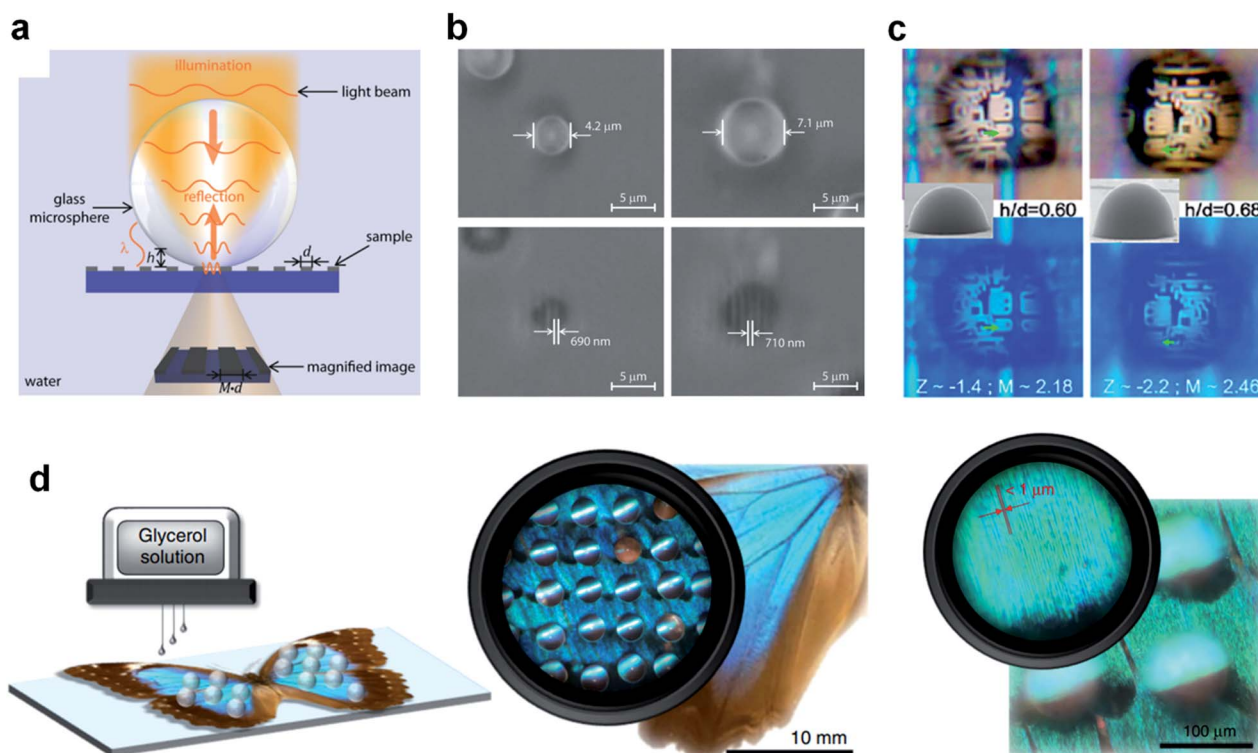 a
illumination
light beam
glass
microsphere
reflection
λ
h
d
sample
magnified image
M·d
water
b
4.2 μm
5 μm
7.1 μm
5 μm
690 nm
5 μm
710 nm
5 μm
c
h/d=0.60
h/d=0.68
Z ~ -1.4 ; M ~ 2.18
Z ~ -2.2 ; M ~ 2.46
d
Glycerol
solution
10 mm
< 1 μm
100 μm